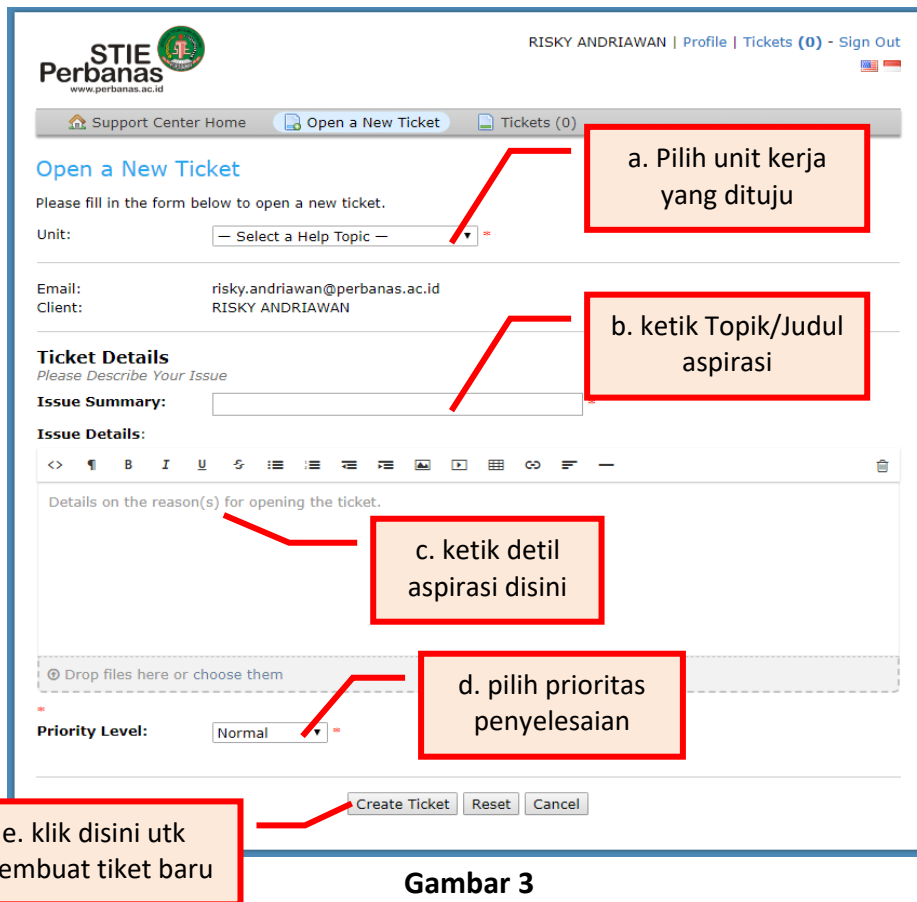 STIE
Perbanas
www.perbanas.ac.id
RISKY ANDRIAWAN | Profile | Tickets (0) - Sign Out
Support Center Home Open a New Ticket Tickets (0)
Open a New Ticket
a. Pilih unit kerja
yang dituju
Please fill in the form below to open a new ticket.
Unit: — Select a Help Topic — *
Email: risky.andriawan@perbanas.ac.id
Client: RISKY ANDRIAWAN
b. ketik Topik/Judul
aspirasi
Ticket Details
Please Describe Your Issue
Issue Summary: *
Issue Details:
Details on the reason(s) for opening the ticket.
c. ketik detil
aspirasi disini
Drop files here or choose them
d. pilih prioritas
penyelesaian
*
Priority Level: Normal *
Create Ticket Reset Cancel
e. klik disini utk
embuat tiket baru
Gambar 3